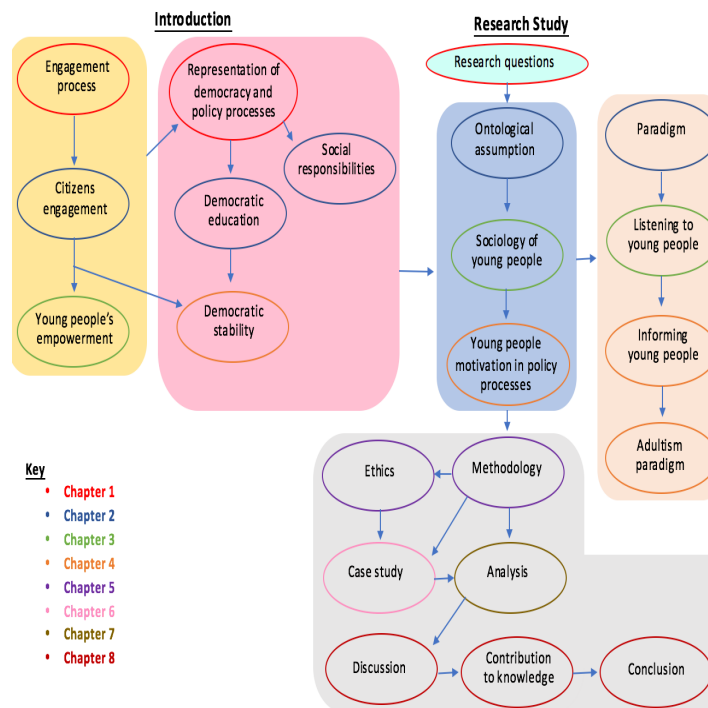 Introduction
Research Study
Engagement
process
Citizens
engagement
Young people's
empowerment
Representation of
democracy and
policy processes
Social
responsibilities
Democratic
education
Democratic
stability
Research questions
Ontological
assumption
Sociology of
young people
Young people
motivation in policy
processes
Paradigm
Listening to
young people
Informing
young people
Adultism
paradigm
Ethics
Methodology
Case study
Analysis
Discussion
Contribution
to knowledge
Conclusion
Key
• Chapter 1
• Chapter 2
• Chapter 3
• Chapter 4
• Chapter 5
• Chapter 6
• Chapter 7
• Chapter 8